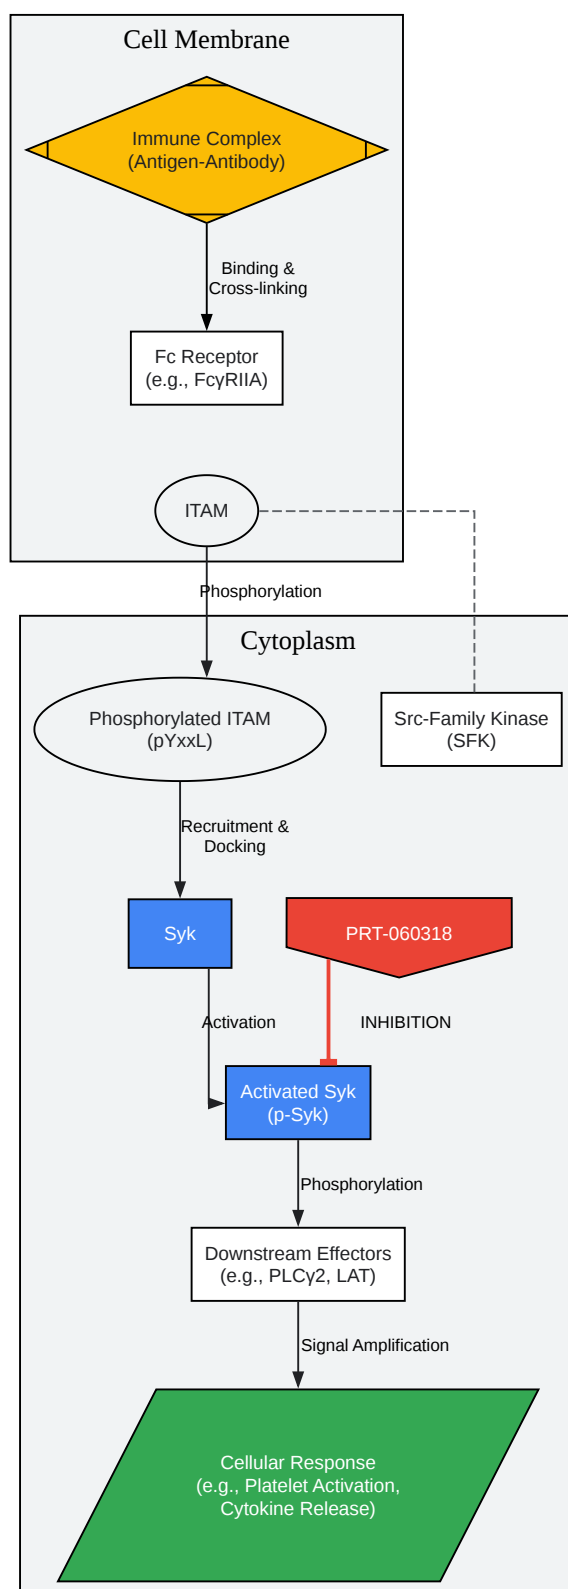 Cell Membrane
Immune Complex
(Antigen-Antibody)
Binding &
Cross-linking
Fc Receptor
(e.g., FcγRIIA)
ITAM
Phosphorylation
Cytoplasm
Phosphorylated ITAM
(pYxxL)
Src-Family Kinase
(SFK)
Recruitment &
Docking
Syk
PRT-060318
Activation
INHIBITION
Activated Syk
(p-Syk)
Phosphorylation
Downstream Effectors
(e.g., PLCγ2, LAT)
Signal Amplification
Cellular Response
(e.g., Platelet Activation,
Cytokine Release)